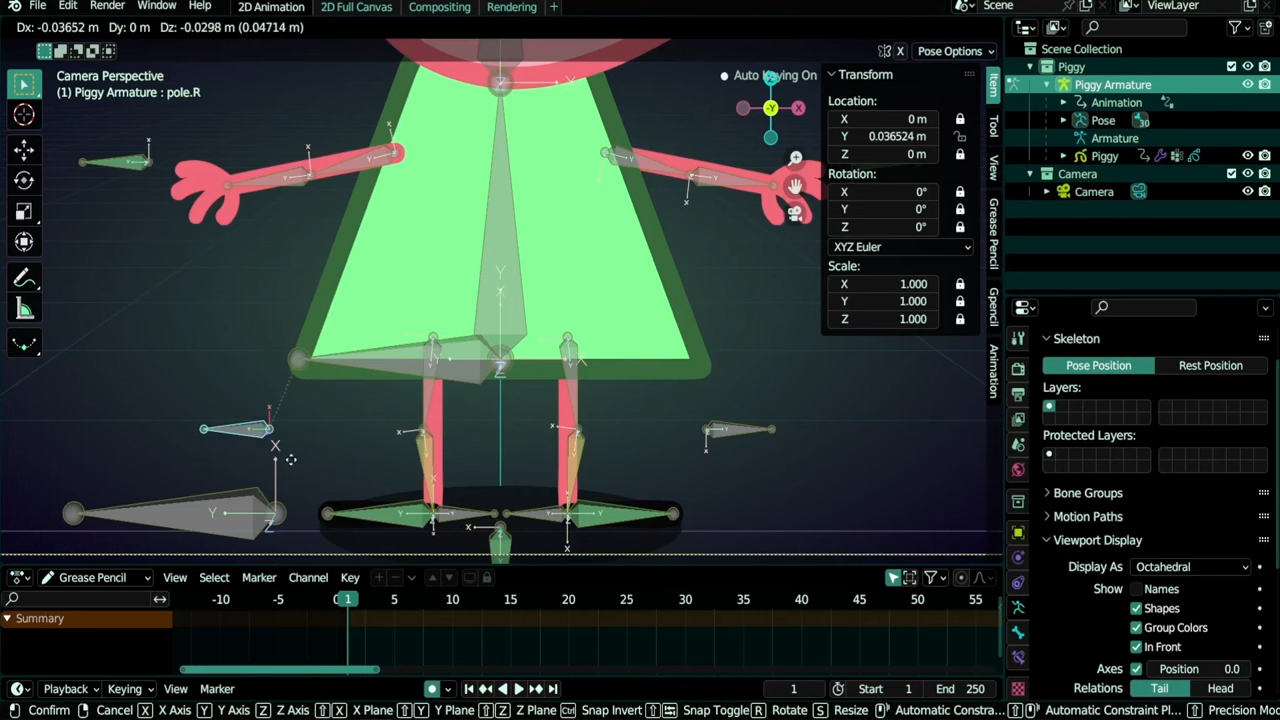 File Edit Render Window Help 2D Animation 2D Full Canvas Compositing Rendering + Scene ViewLayer
Dx: -0.03652 m Dy: 0 m Dz: -0.0298 m (0.04714 m)
X Pose Options
Camera Perspective
(1) Piggy Armature : pole.R
Auto Keying On
-Y X
Transform
Location:
X 0 m
Y 0.036524 m
Z 0 m
Rotation:
X 0°
Y 0°
Z 0°
XYZ Euler
Scale:
X 1.000
Y 1.000
Z 1.000
Item
Tool
View
Grease Pencil
Gpencil
Animation
Scene Collection
Piggy
Piggy Armature
Animation
Pose 30
Armature
Piggy
Camera
Camera
Skeleton
Pose Position Rest Position
Layers:
Protected Layers:
Bone Groups
Motion Paths
Viewport Display
Display As Octahedral
Show Names
Shapes
Group Colors
In Front
Axes Position 0.0
Relations Tail Head
Grease Pencil View Select Marker Channel Key
-10 -5 0 1 5 10 15 20 25 30 35 40 45 50 55
Summary
Playback Keying View Marker 1 Start 1 End 250
Confirm Cancel X X Axis Y Y Axis Z Z Axis X X Plane Y Y Plane Z Z Plane Ctrl Snap Invert Snap Toggle R Rotate S Resize Automatic Constra... Automatic Constraint Pl... Precision Mode